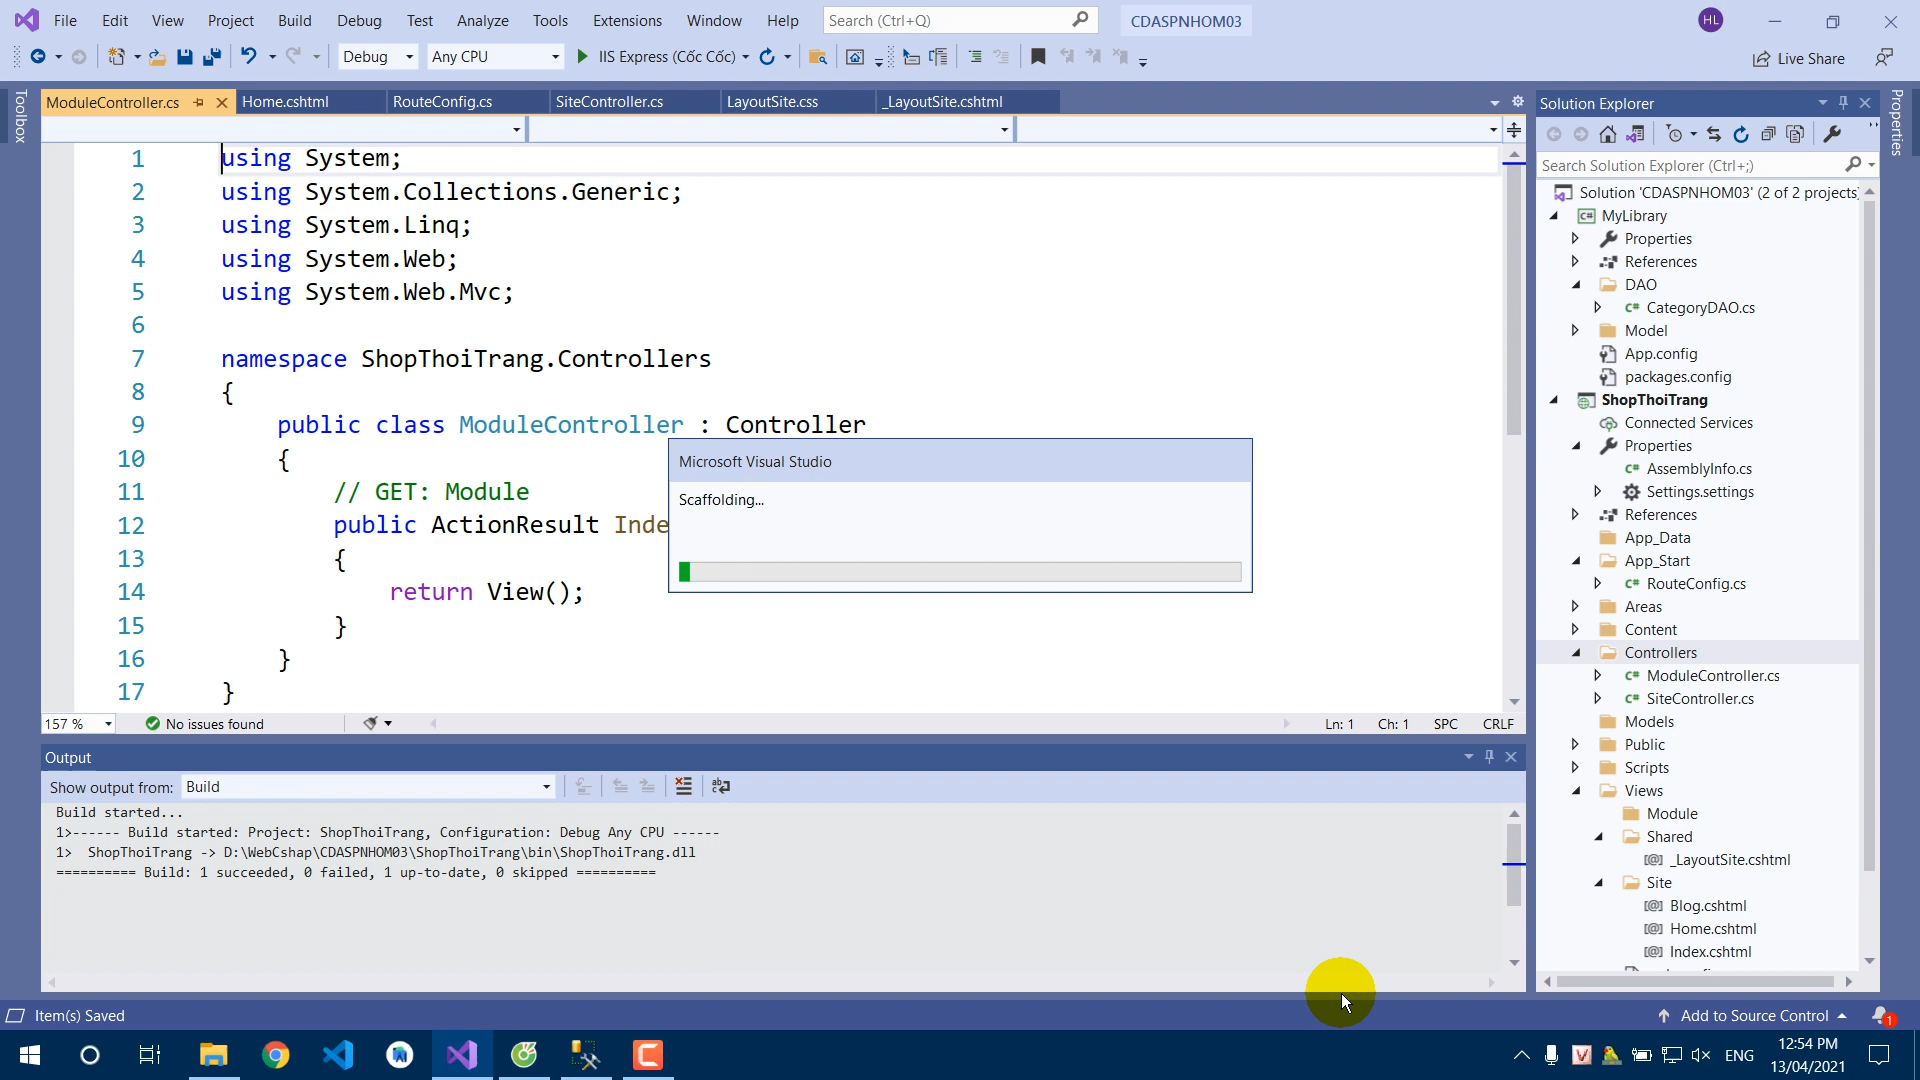 File Edit View Project Build Debug Test Analyze Tools Extensions Window Help Search (Ctrl+Q) CDASPNHOM03 HL
Debug Any CPU IIS Express (Cốc Cốc) Live Share
Toolbox
ModuleController.cs Home.cshtml RouteConfig.cs SiteController.cs LayoutSite.css _LayoutSite.cshtml
1 using System;
2 using System.Collections.Generic;
3 using System.Linq;
4 using System.Web;
5 using System.Web.Mvc;
6
7 namespace ShopThoiTrang.Controllers
8 {
9 public class ModuleController : Controller
10 {
11 // GET: Module
12 public ActionResult Inde
13 {
14 return View();
15 }
16 }
17 }
Microsoft Visual Studio
Scaffolding...
157 % No issues found Ln: 1 Ch: 1 SPC CRLF
Output
Show output from: Build
Build started...
1>------ Build started: Project: ShopThoiTrang, Configuration: Debug Any CPU ------
1> ShopThoiTrang -> D:\WebCshap\CDASPNHOM03\ShopThoiTrang\bin\ShopThoiTrang.dll
========== Build: 1 succeeded, 0 failed, 1 up-to-date, 0 skipped ==========
Solution Explorer
Search Solution Explorer (Ctrl+;)
Solution 'CDASPNHOM03' (2 of 2 projects)
MyLibrary
Properties
References
DAO
CategoryDAO.cs
Model
App.config
packages.config
ShopThoiTrang
Connected Services
Properties
AssemblyInfo.cs
Settings.settings
References
App_Data
App_Start
RouteConfig.cs
Areas
Content
Controllers
ModuleController.cs
SiteController.cs
Models
Public
Scripts
Views
Module
Shared
_LayoutSite.cshtml
Site
Blog.cshtml
Home.cshtml
Index.cshtml
Properties
Item(s) Saved Add to Source Control 1
ENG 12:54 PM
13/04/2021